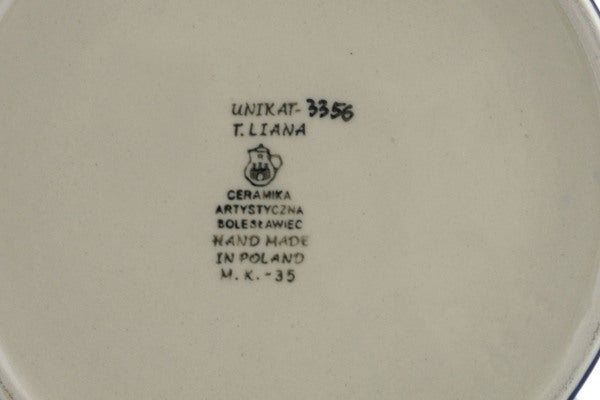 UNIKAT-3356
T. LIANA
CERAMIKA
ARTYSTYCZNA
BOLESŁAWIEC
HAND MADE
IN POLAND
M. K. -35